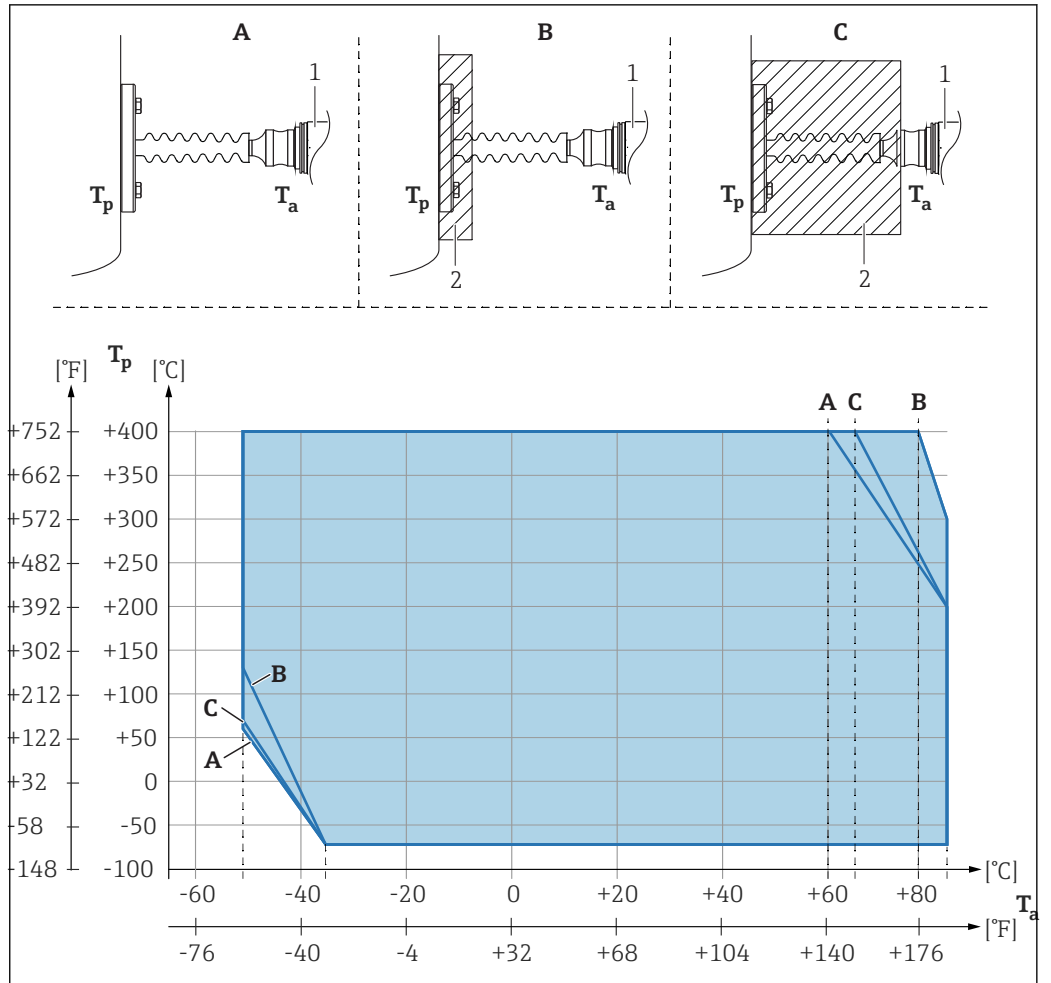 A B C
1 1 1
Tp Ta Tp Ta Tp Ta
2 2
Tp
[°F] [°C]
A C B
+752 +400
+662 +350
+572 +300
+482 +250
+392 +200
+302 +150
+212 +100
+122 +50
+32 0
-58 -50
-148 -100
B
C
A
-60 -40 -20 0 +20 +40 +60 +80 [°C]
Ta
-76 -40 -4 +32 +68 +104 +140 +176 [°F]